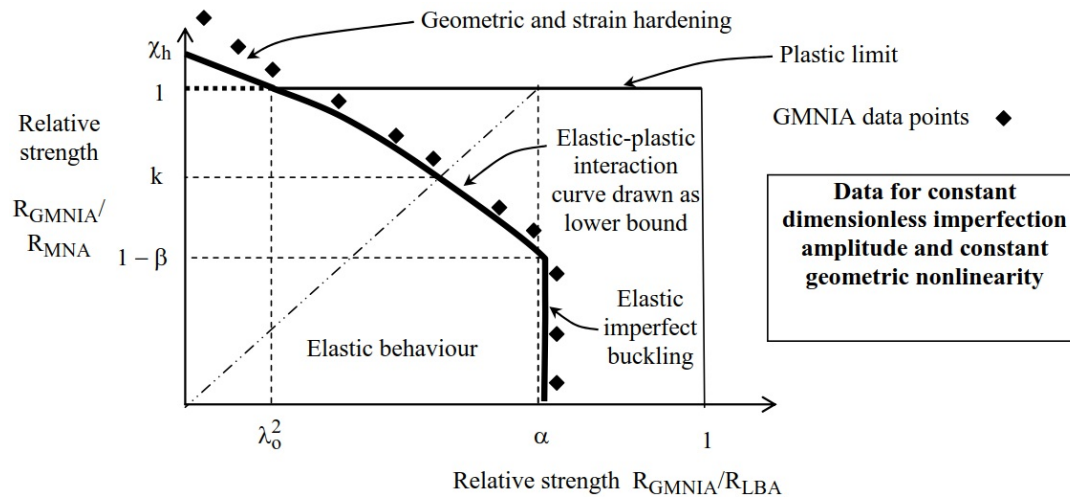 Geometric and strain hardening
χh
Plastic limit
1
GMNIA data points
Relative
strength
Elastic-plastic
interaction
curve drawn as
lower bound
k
RGMNIA/
RMNA
Data for constant
dimensionless imperfection
amplitude and constant
geometric nonlinearity
1 – β
Elastic
imperfect
buckling
Elastic behaviour
λo2
α
1
Relative strength RGMNIA/RLBA